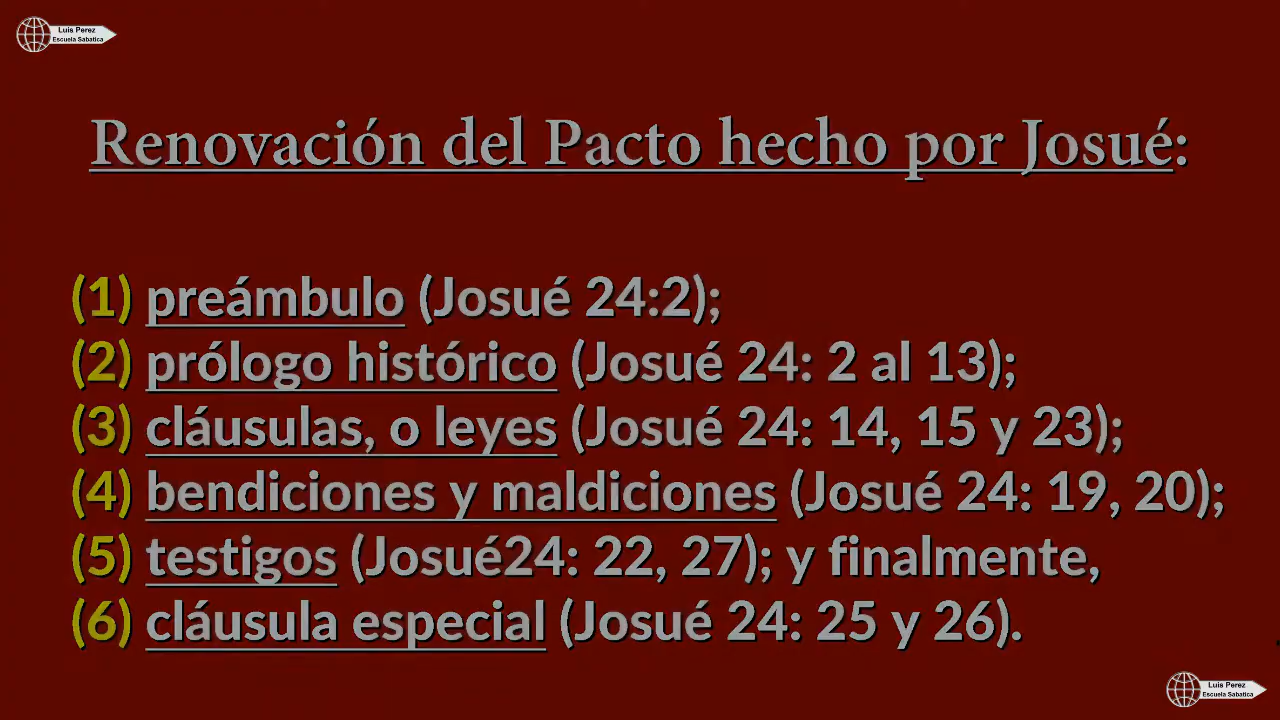 Luis Perez
Escuela Sabatica
Renovación del Pacto hecho por Josué:
(1) preámbulo (Josué 24:2);
(2) prólogo histórico (Josué 24: 2 al 13);
(3) cláusulas, o leyes (Josué 24: 14, 15 y 23);
(4) bendiciones y maldiciones (Josué 24: 19, 20);
(5) testigos (Josué24: 22, 27); y finalmente,
(6) cláusula especial (Josué 24: 25 y 26).
Luis Perez
Escuela Sabatica